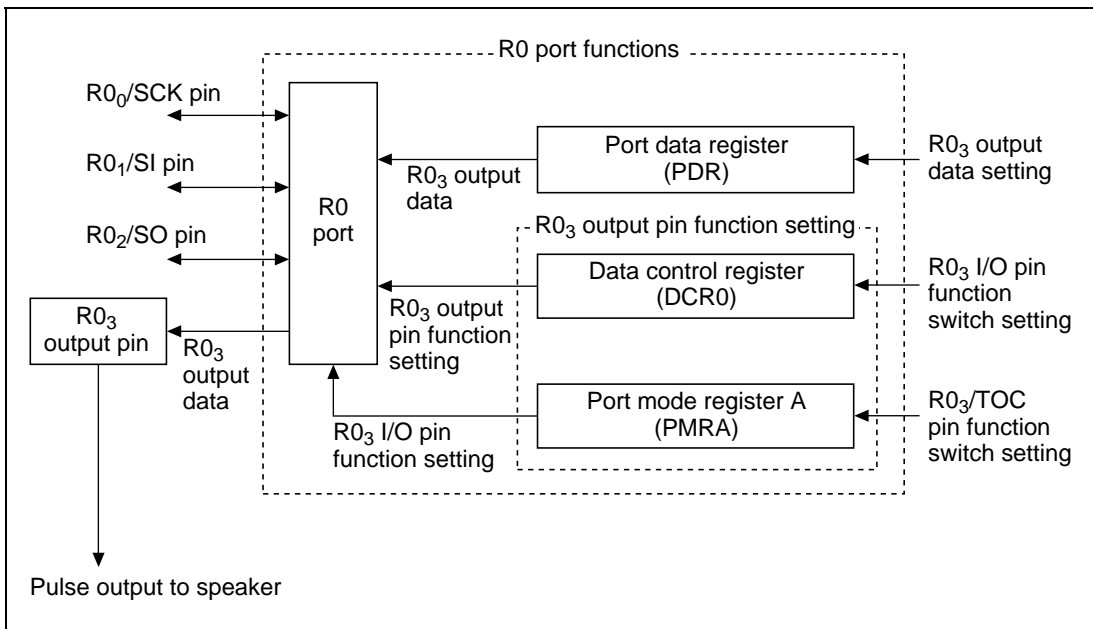 R0 port functions
R0₀/SCK pin
R0₁/SI pin
R0₂/SO pin
R0₃
output pin
R0₃
output
data
Pulse output to speaker
R0
port
R0₃ output
data
Port data register
(PDR)
R0₃ output
data setting
R0₃ output pin function setting
R0₃ output
pin function
setting
Data control register
(DCR0)
R0₃ I/O pin
function
switch setting
R0₃ I/O pin
function setting
Port mode register A
(PMRA)
R0₃/TOC
pin function
switch setting